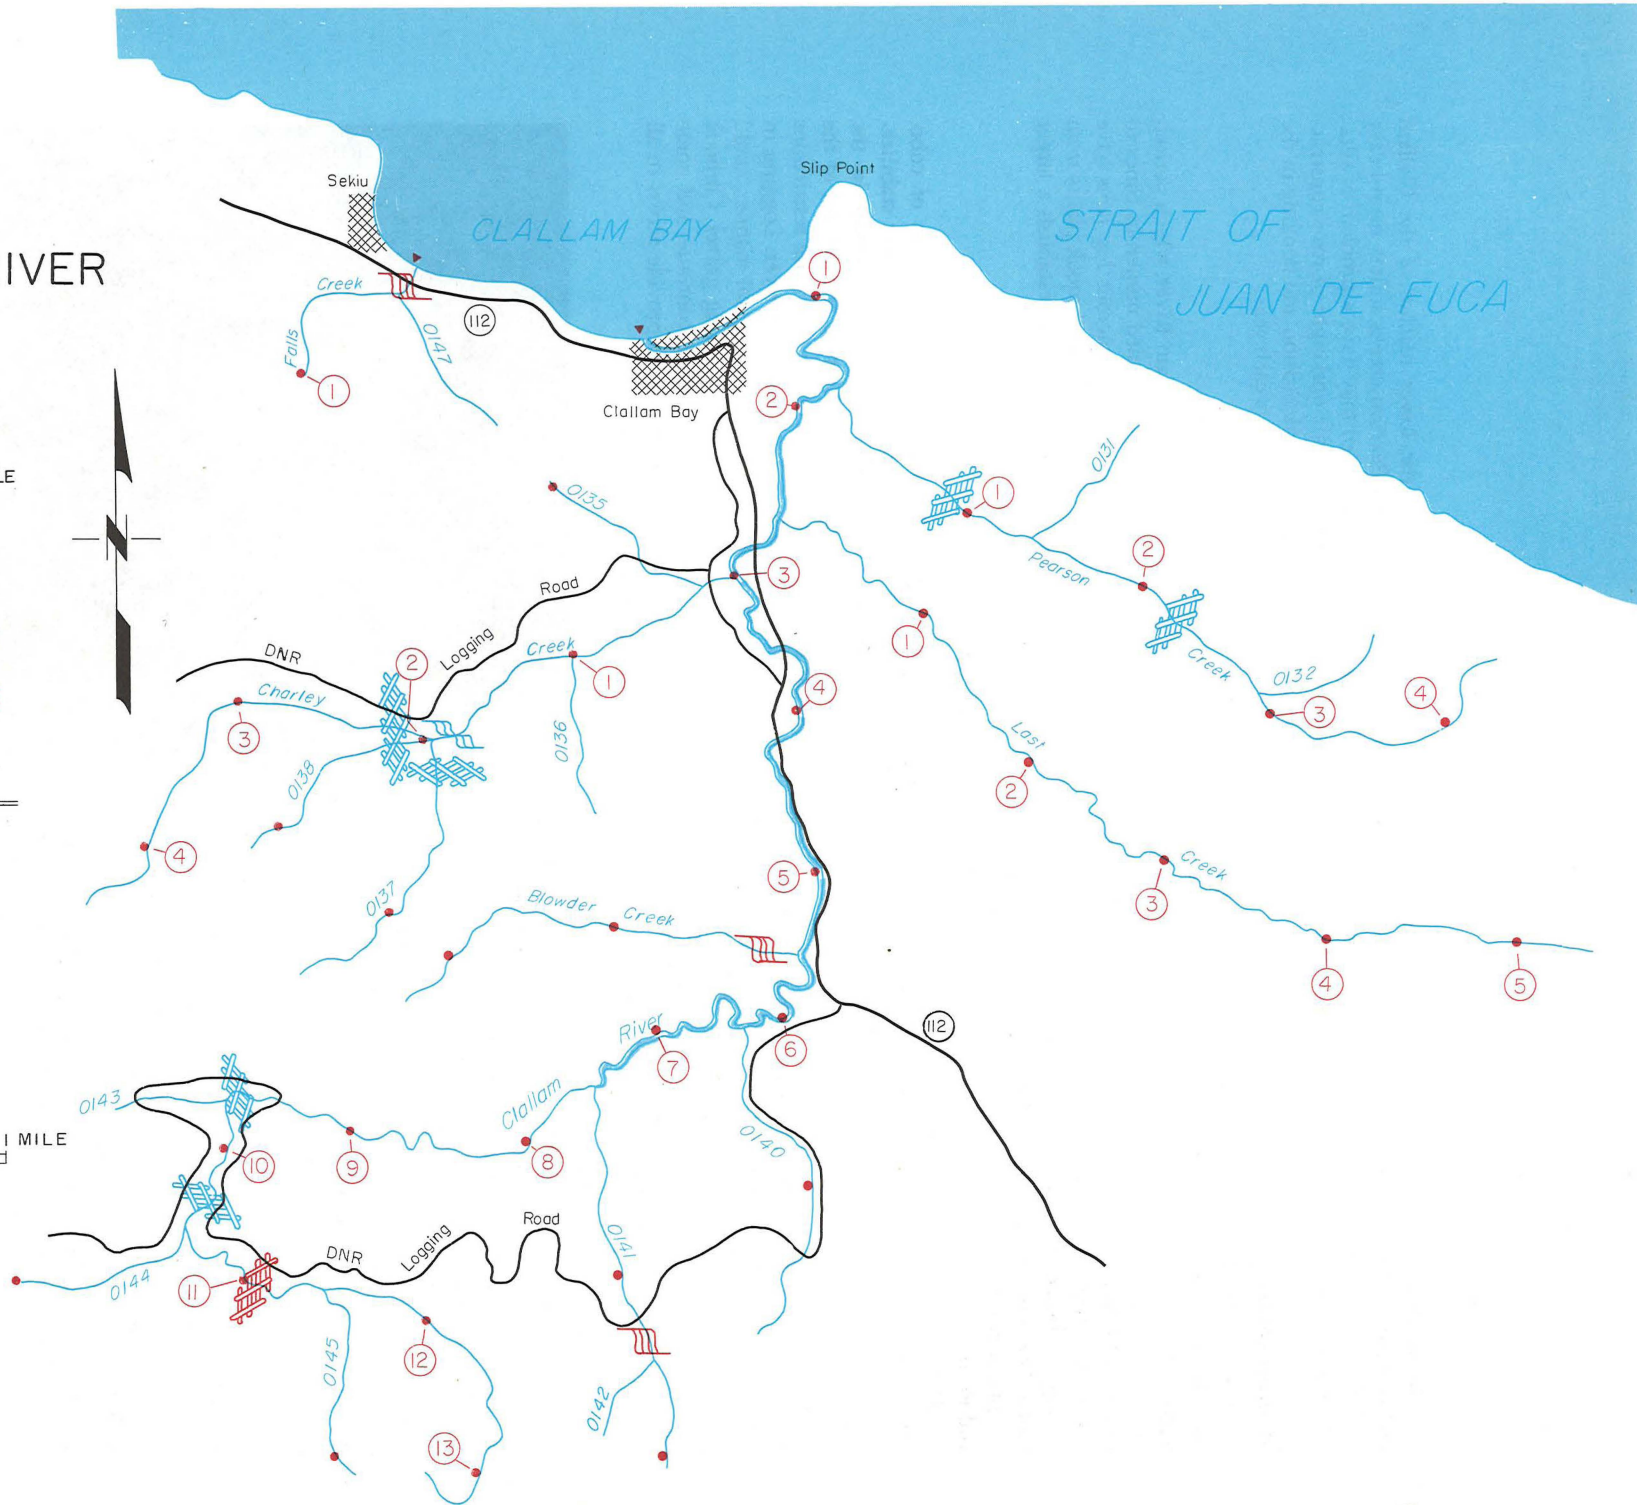 Slip Point
Sekiu
CLALLAM BAY
STRAIT OF
JUAN DE FUCA
IVER
1
Creek
112
0147
Falls
1
2
Clallam Bay
0131
LE
0135
1
N
2
3
Pearson
Road
Logging
Creek
1
DNR
2
Creek
0132
1
Charley
4
3
4
3
0136
Last
0138
2
4
5
Creek
0137
Blowder Creek
3
4
5
River
112
6
7
Clallam
0143
1 MILE
d
10
9
8
0140
Road
Logging
DNR
0141
0144
11
0145
12
0142
13